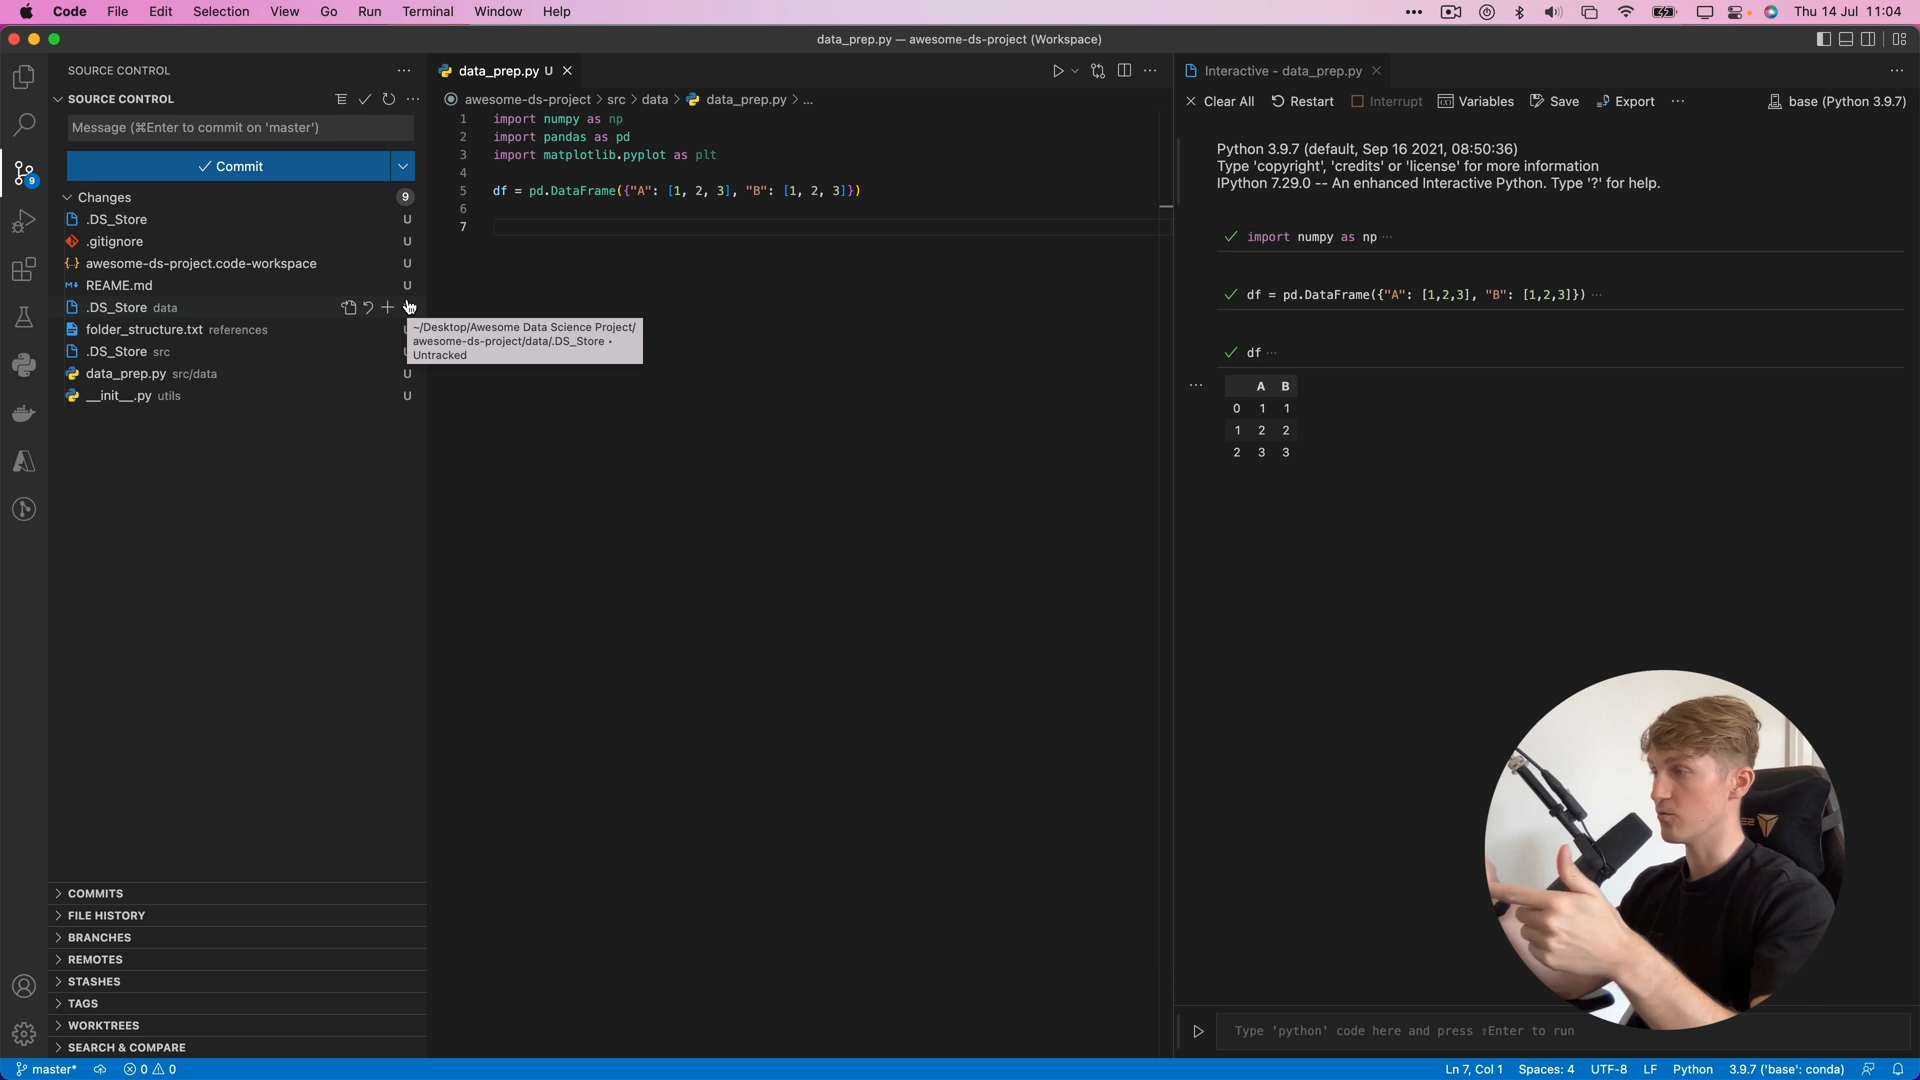 Code File Edit Selection View Go Run Terminal Window Help
Thu 14 Jul 11:04
data_prep.py — awesome-ds-project (Workspace)
SOURCE CONTROL
SOURCE CONTROL
Message (⌘Enter to commit on 'master')
Commit
Changes 9
.DS_Store U
.gitignore U
awesome-ds-project.code-workspace U
REAME.md U
.DS_Store data
folder_structure.txt references
.DS_Store src
data_prep.py src/data U
__init__.py utils U
~/Desktop/Awesome Data Science Project/
awesome-ds-project/data/.DS_Store •
Untracked
9
COMMITS
FILE HISTORY
BRANCHES
REMOTES
STASHES
TAGS
WORKTREES
SEARCH & COMPARE
data_prep.py U
awesome-ds-project > src > data > data_prep.py > ...
1 import numpy as np
2 import pandas as pd
3 import matplotlib.pyplot as plt
4
5 df = pd.DataFrame({"A": [1, 2, 3], "B": [1, 2, 3]})
6
7
Interactive - data_prep.py
Clear All Restart Interrupt Variables Save Export ... base (Python 3.9.7)
Python 3.9.7 (default, Sep 16 2021, 08:50:36)
Type 'copyright', 'credits' or 'license' for more information
IPython 7.29.0 -- An enhanced Interactive Python. Type '?' for help.
import numpy as np ...
df = pd.DataFrame({"A": [1,2,3], "B": [1,2,3]}) ...
df ...
A B
0 1 1
1 2 2
2 3 3
Type 'python' code here and press ⇧Enter to run
master* 0 0
Ln 7, Col 1 Spaces: 4 UTF-8 LF Python 3.9.7 ('base': conda)